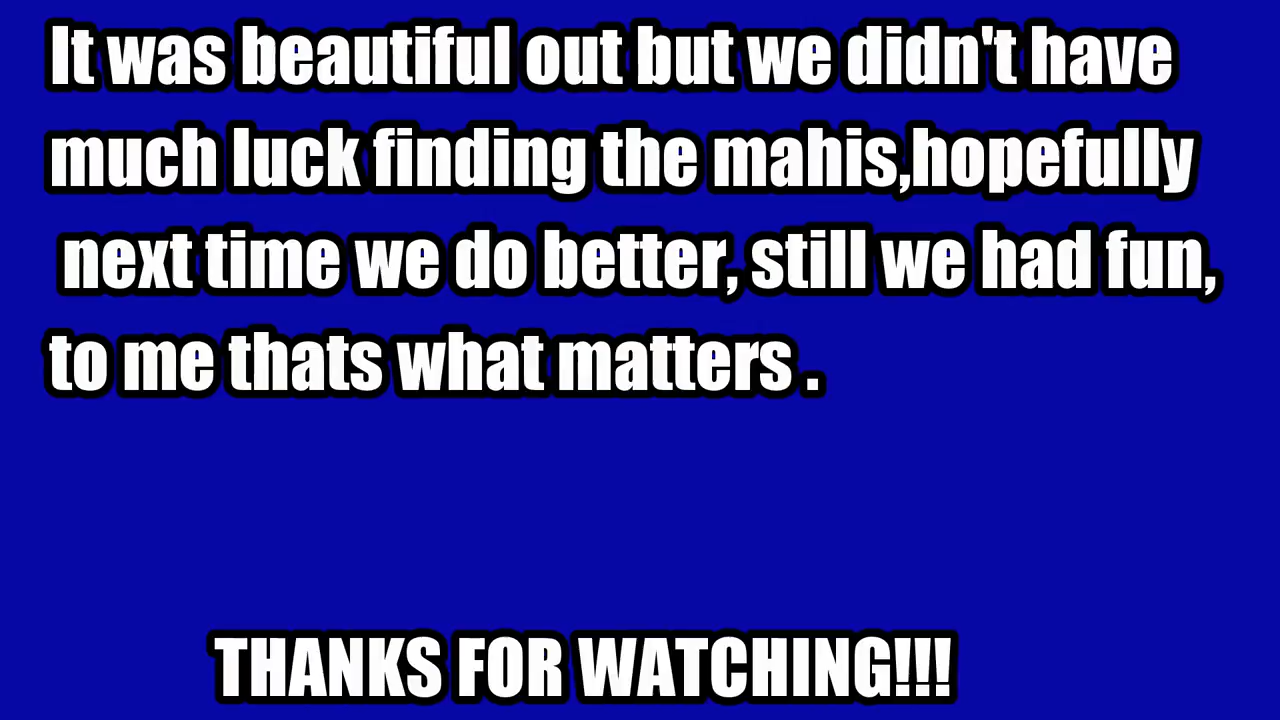 It was beautiful out but we didn't have
much luck finding the mahis,hopefully
next time we do better, still we had fun,
to me thats what matters .
THANKS FOR WATCHING!!!